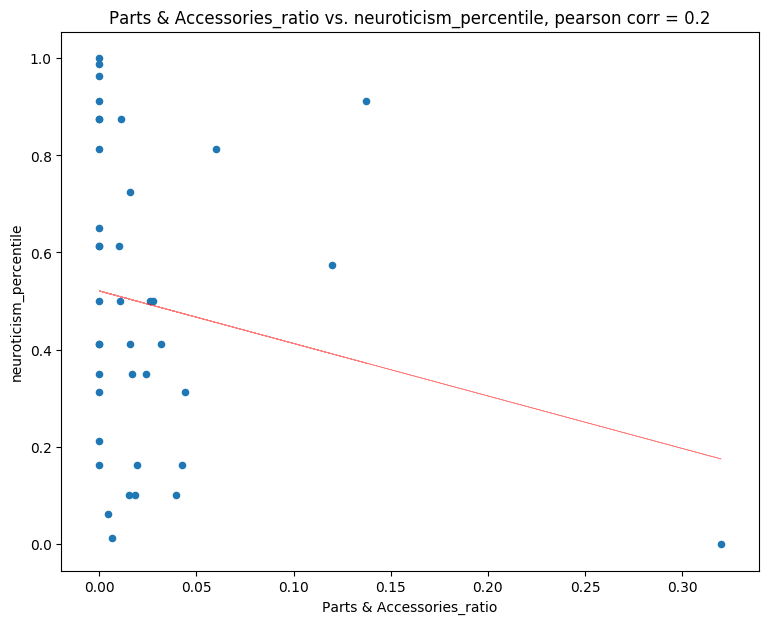 Parts & Accessories_ratio vs. neuroticism_percentile, pearson corr = 0.2
1.0
0.8
0.6
0.4
0.2
0.0
neuroticism_percentile
0.00 0.05 0.10 0.15 0.20 0.25 0.30
Parts & Accessories_ratio